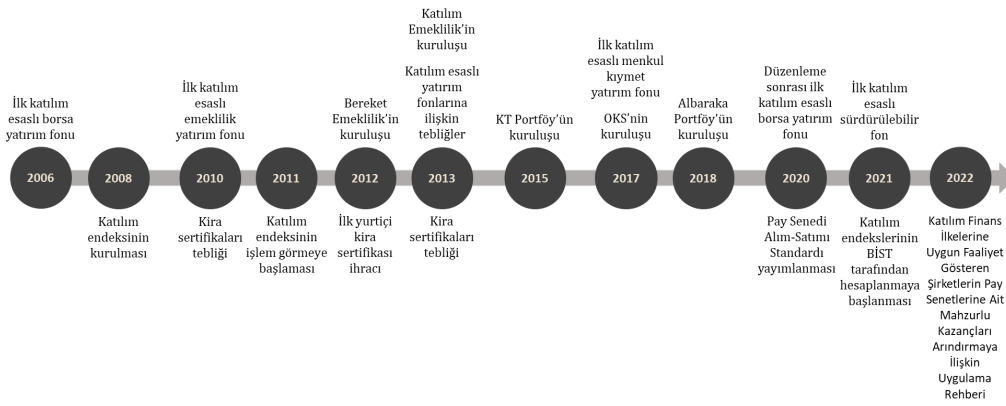 İlk katılım
esaslı borsa
yatırım fonu
2006
2008
Katılım
endeksinin
kurulması
İlk katılım
esaslı
emeklilik
yatırım fonu
2010
Kira
sertifikaları
tebliği
2011
Katılım
endeksinin
işlem görmeye
başlaması
Bereket
Emeklilik'in
kuruluşu
2012
İlk yurtiçi
kira
sertifikası
ihracı
Katılım
Emeklilik'in
kuruluşu
Katılım esaslı
yatırım
fonlarına
ilişkin
tebliğler
2013
Kira
sertifikaları
tebliği
KT Portföy'ün
kuruluşu
2015
İlk katılım
esaslı menkul
kıymet
yatırım fonu
OKS'nin
kuruluşu
2017
Albaraka
Portföy'ün
kuruluşu
2018
Düzenleme
sonrası ilk
katılım esaslı
borsa yatırım
fonu
2020
Pay Senedi
Alım-Satımı
Standardı
yayımlanması
İlk katılım
esaslı
sürdürülebilir
fon
2021
Katılım
endekslerinin
BİST
tarafından
hesaplanmaya
başlanması
2022
Katılım Finans
İlkelerine
Uygun Faaliyet
Gösteren
Şirketlerin Pay
Senetlerine Ait
Mahzurlu
Kazançları
Arındırmaya
İlişkin
Uygulama
Rehberi